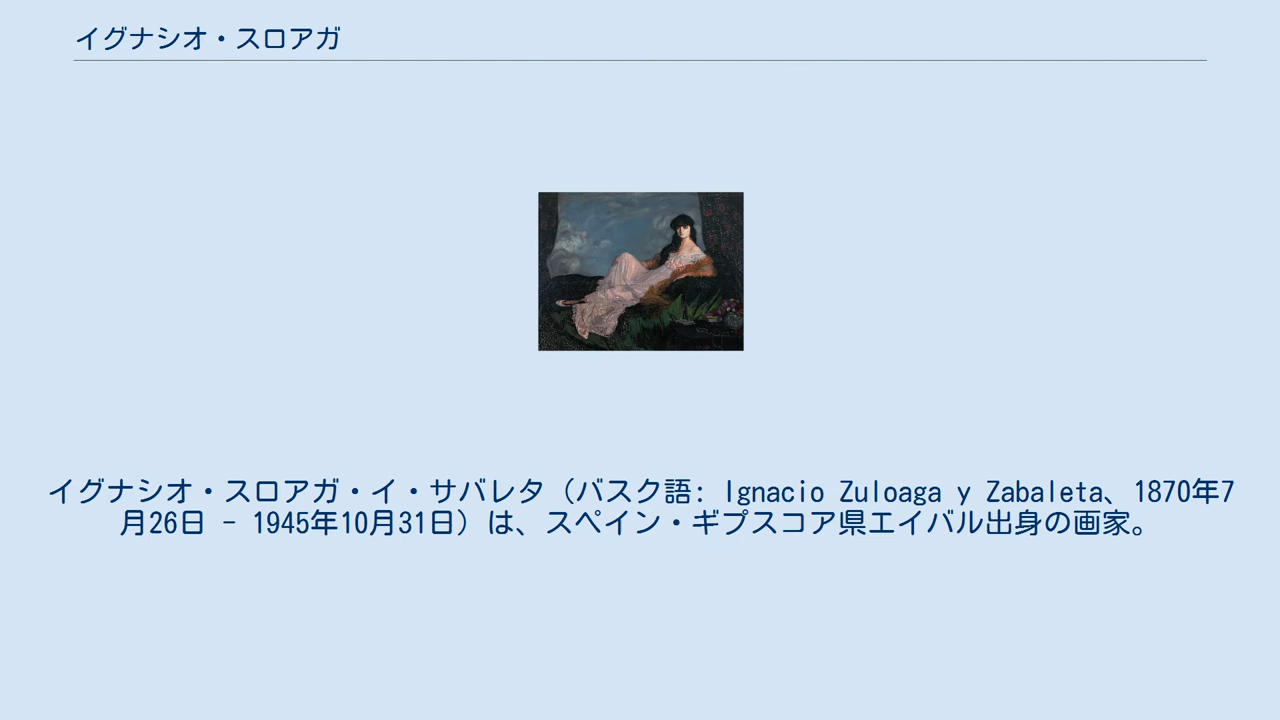 イグナシオ・スロアガ
イグナシオ・スロアガ・イ・サバレタ（バスク語: Ignacio Zuloaga y Zabaleta、1870年7
月26日 - 1945年10月31日）は、スペイン・ギプスコア県エイバル出身の画家。